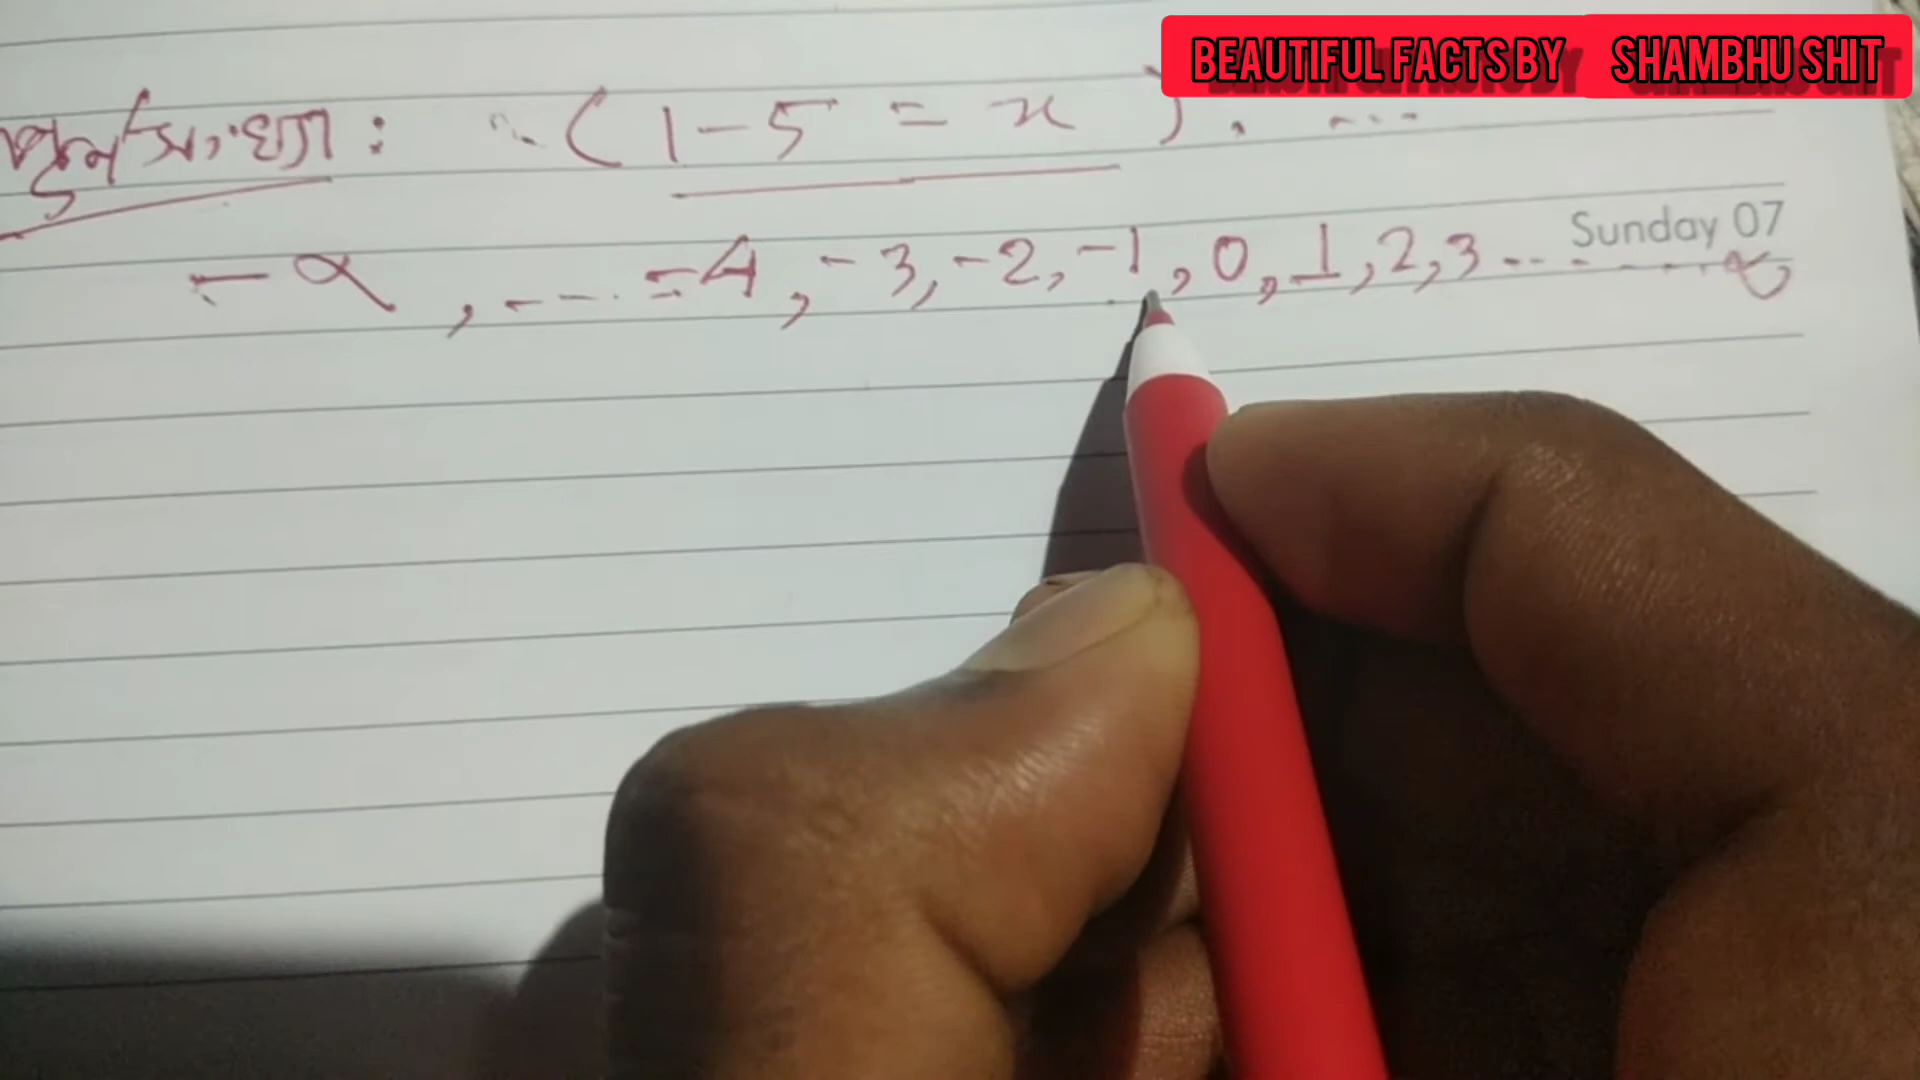 BEAUTIFUL FACTS BY SHAMBHU SHIT
পূর্ণসংখ্যা : (1-5 = x) . ...
Sunday 07
-∝, ... -4, -3, -2, -1, 0, 1, 2, 3 ....... ∝